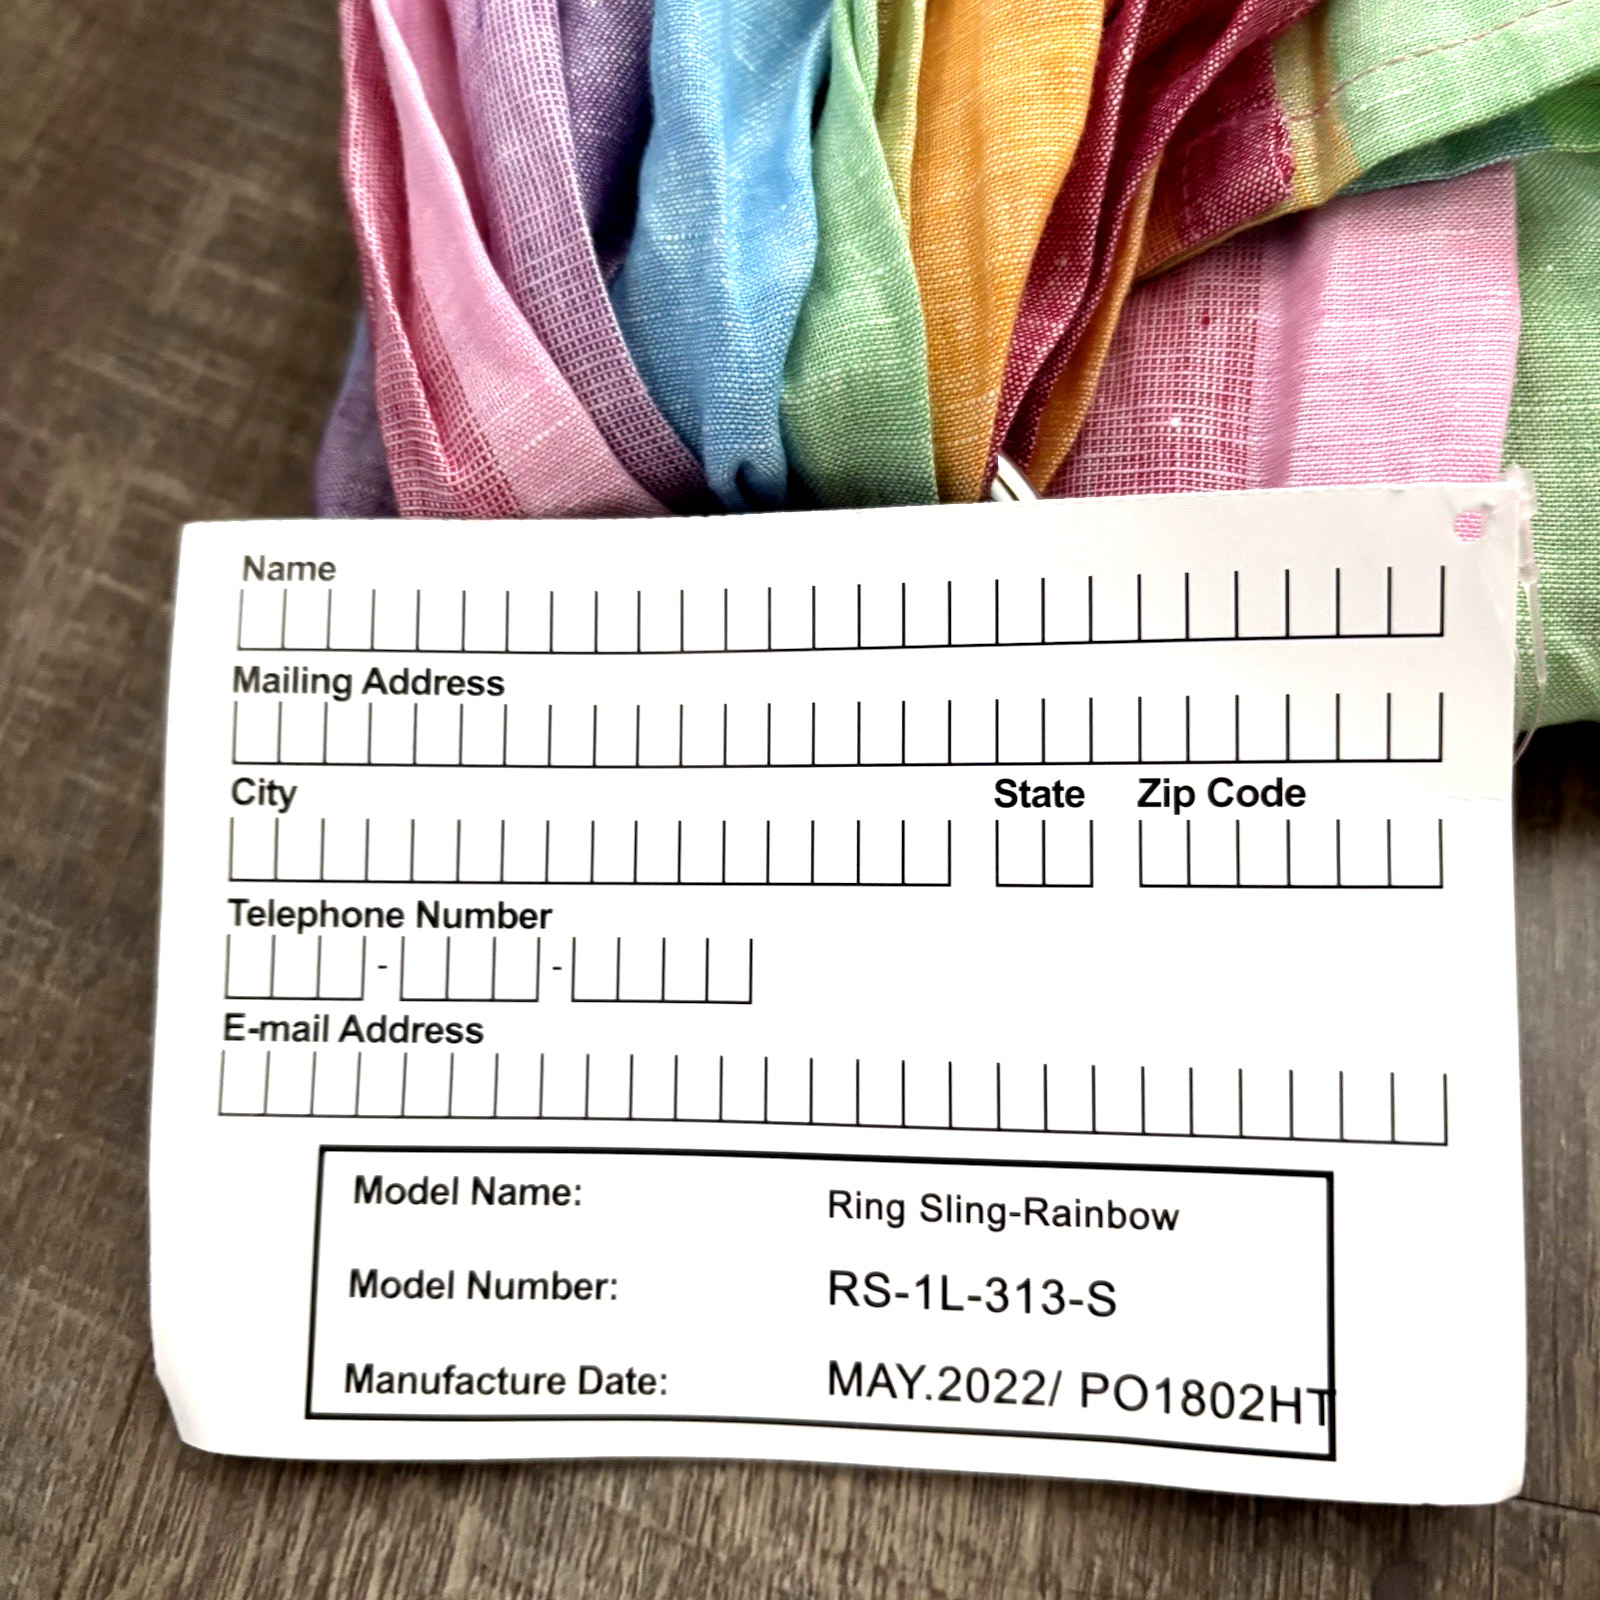 Name
Mailing Address
City State Zip Code
Telephone Number
- -
E-mail Address
Model Name: Ring Sling-Rainbow
Model Number: RS-1L-313-S
Manufacture Date: MAY.2022/ PO1802HT